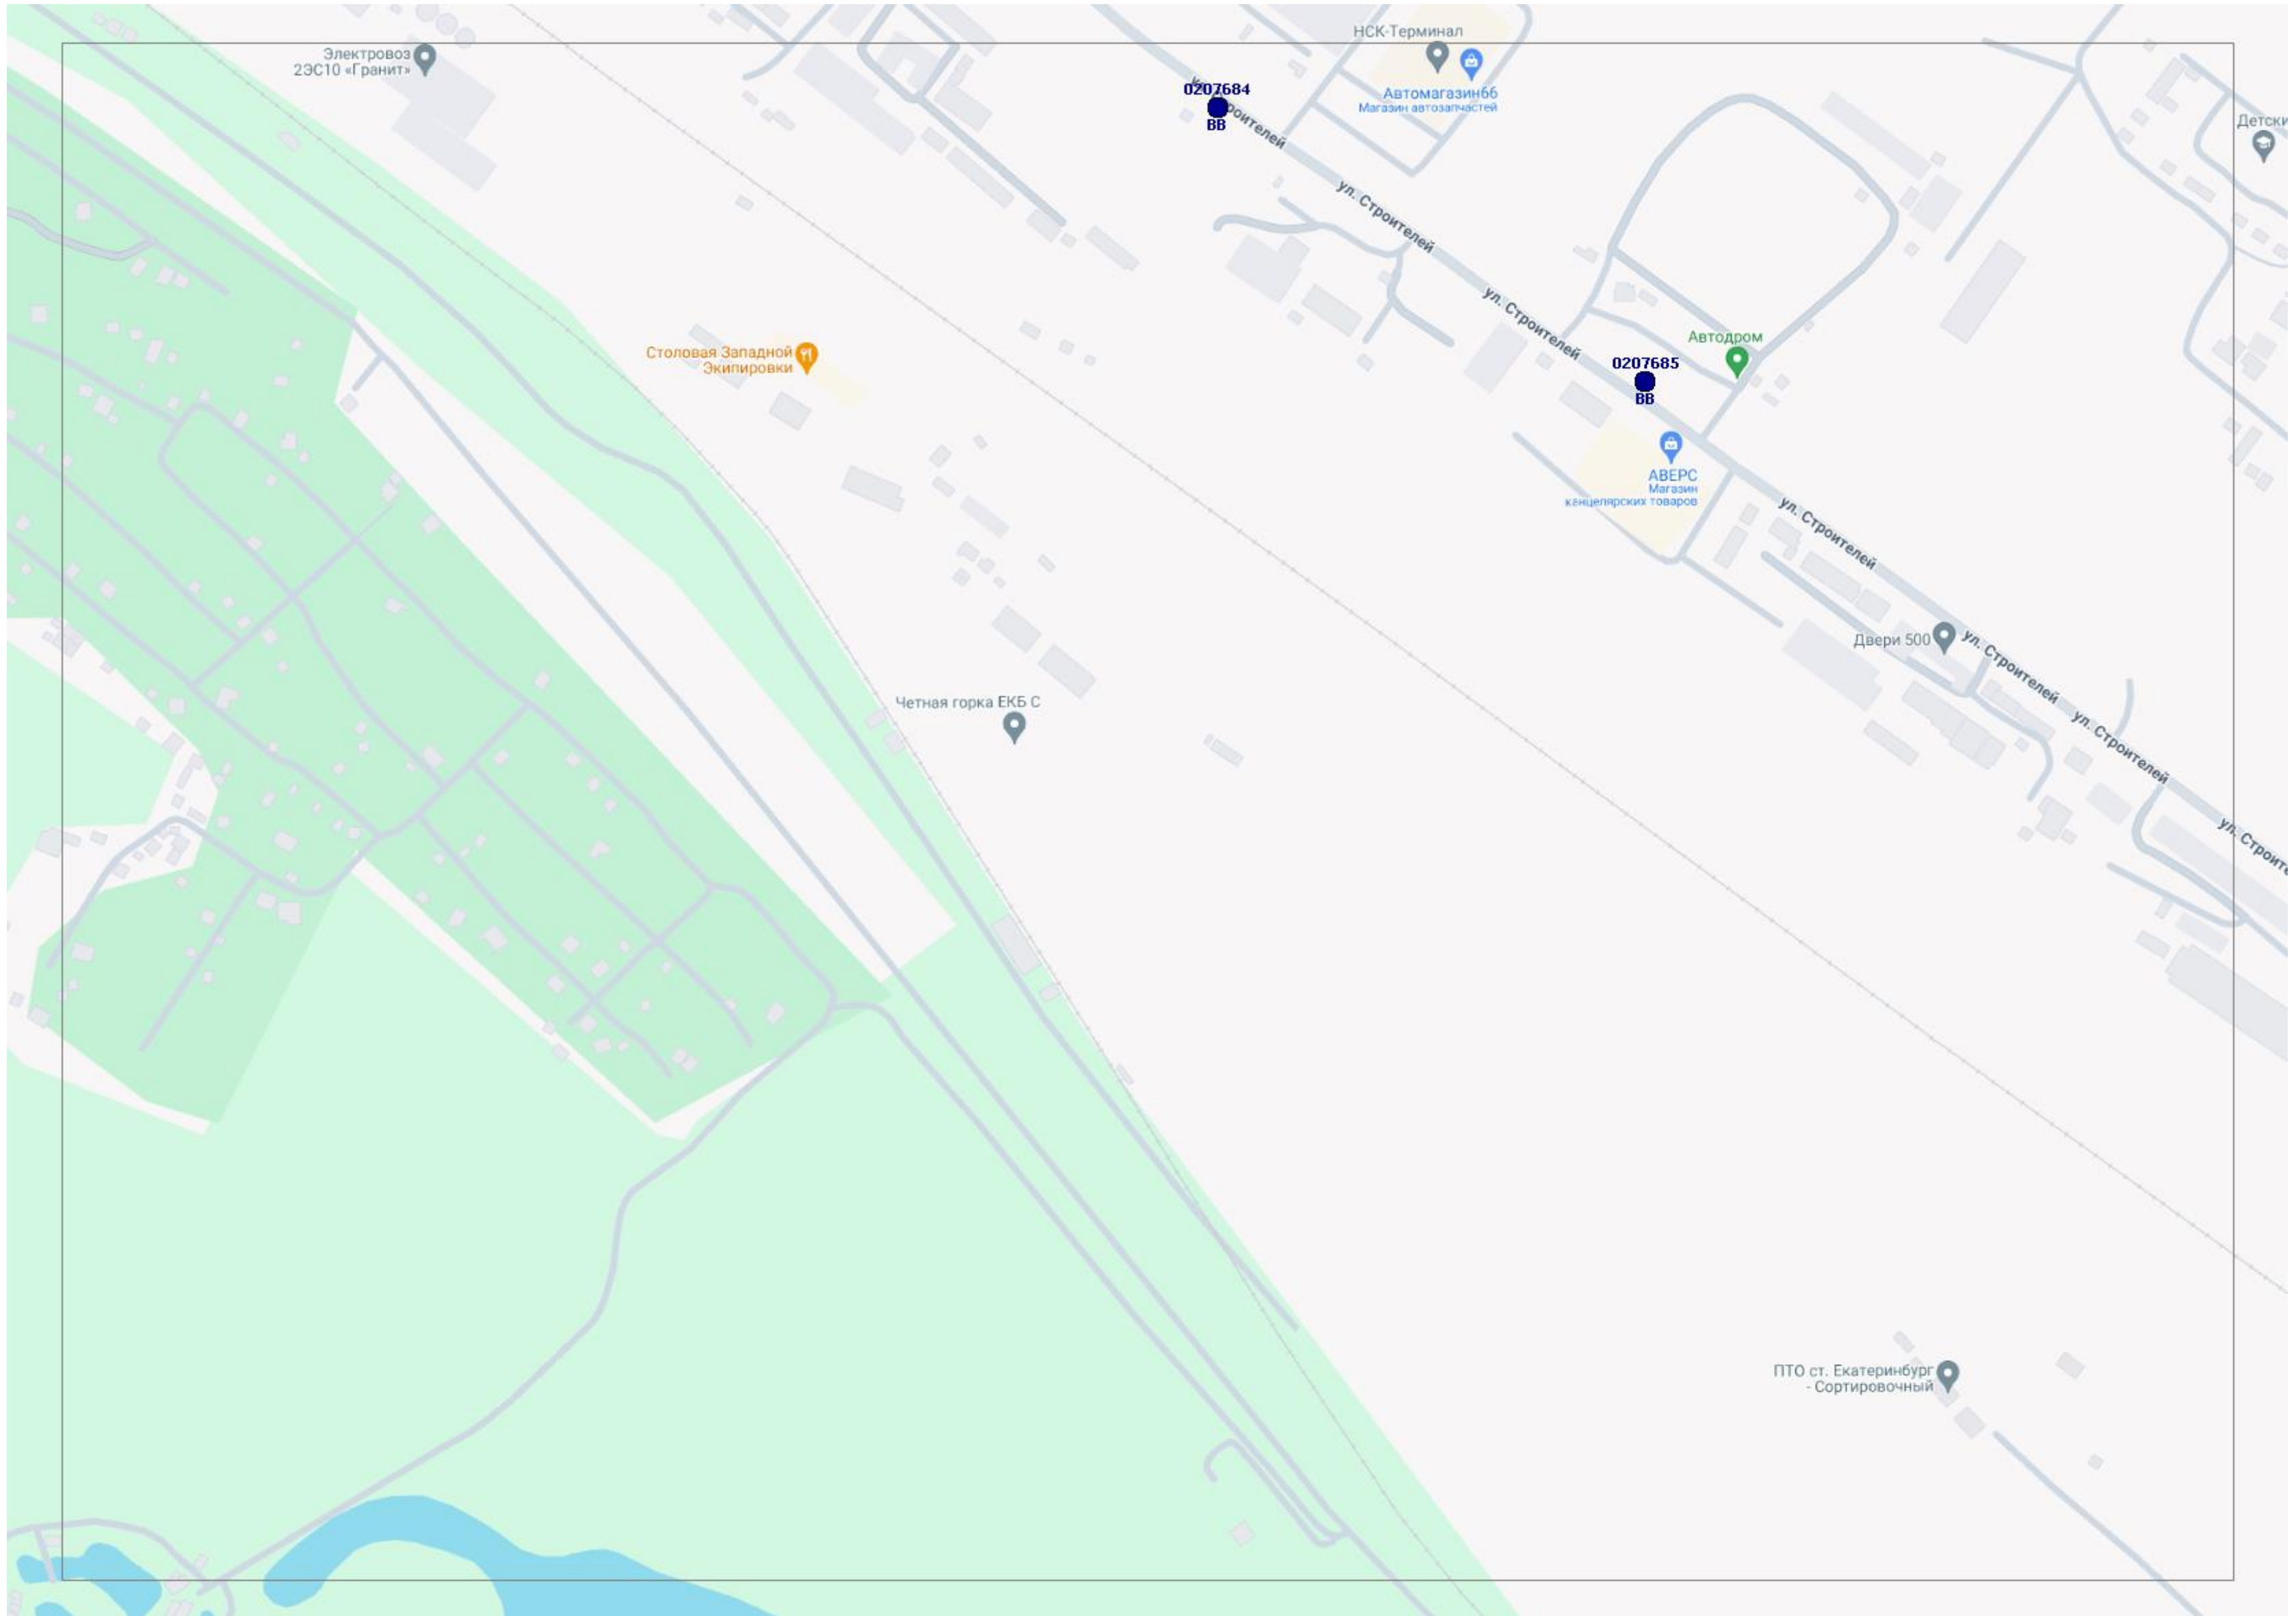 НСК-Терминал
Электровоз
2ЭС10 «Гранит»
0207684
BB
Автомагазин66
Магазин автозапчастей
ул. Строителей
Детски
ул. Строителей
ул. Строителей
Автодром
Столовая Западной
Экипировки
0207685
BB
АВЕРС
Магазин
канцелярских товаров
ул. Строителей
Двери 500
ул. Строителей
Четная горка ЕКБ С
ул. Строителей
ул. Строите
ПТО ст. Екатеринбург
- Сортировочный